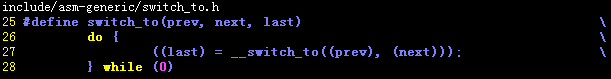 include/asm-generic/switch_to.h
25 #define switch_to(prev, next, last) \
26 do { \
27 ((last) = __switch_to((prev), (next))); \
28 } while (0)